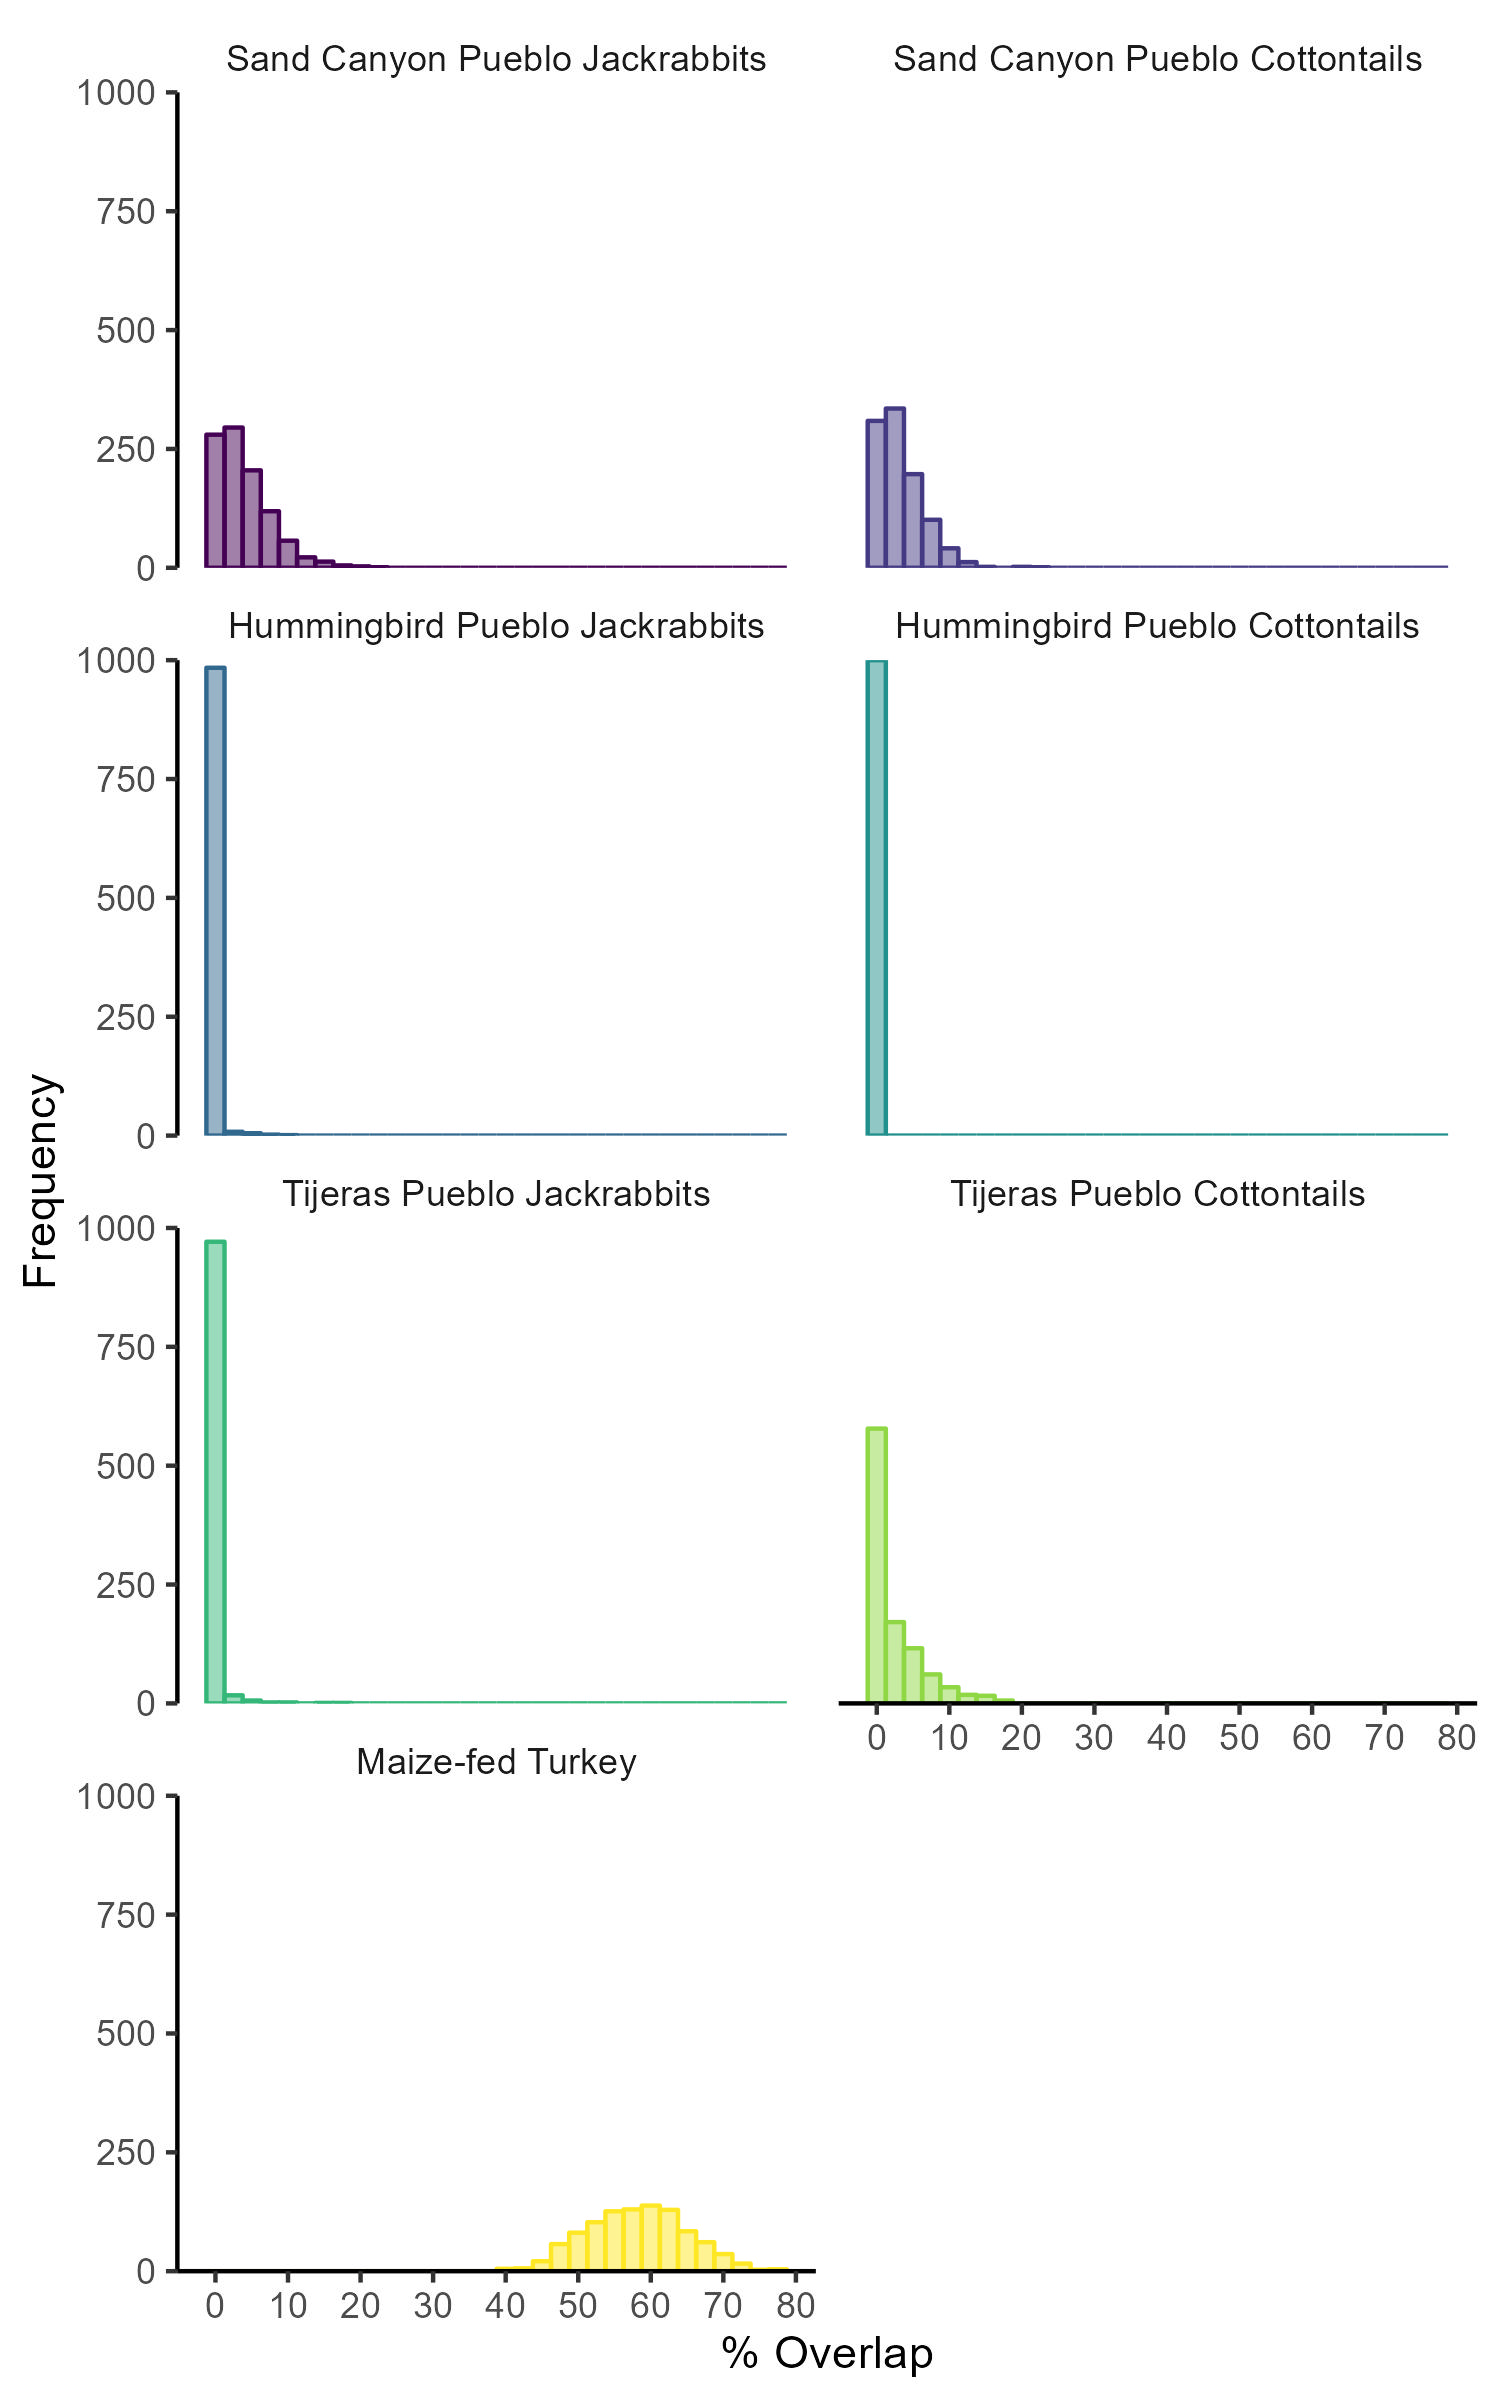 Sand Canyon Pueblo Jackrabbits
Sand Canyon Pueblo Cottontails
1000
750
500
250
0
Hummingbird Pueblo Jackrabbits
Hummingbird Pueblo Cottontails
1000
750
500
250
0
Frequency
Tijeras Pueblo Jackrabbits
Tijeras Pueblo Cottontails
1000
750
500
250
0
0 10 20 30 40 50 60 70 80
Maize-fed Turkey
1000
750
500
250
0
0 10 20 30 40 50 60 70 80
% Overlap